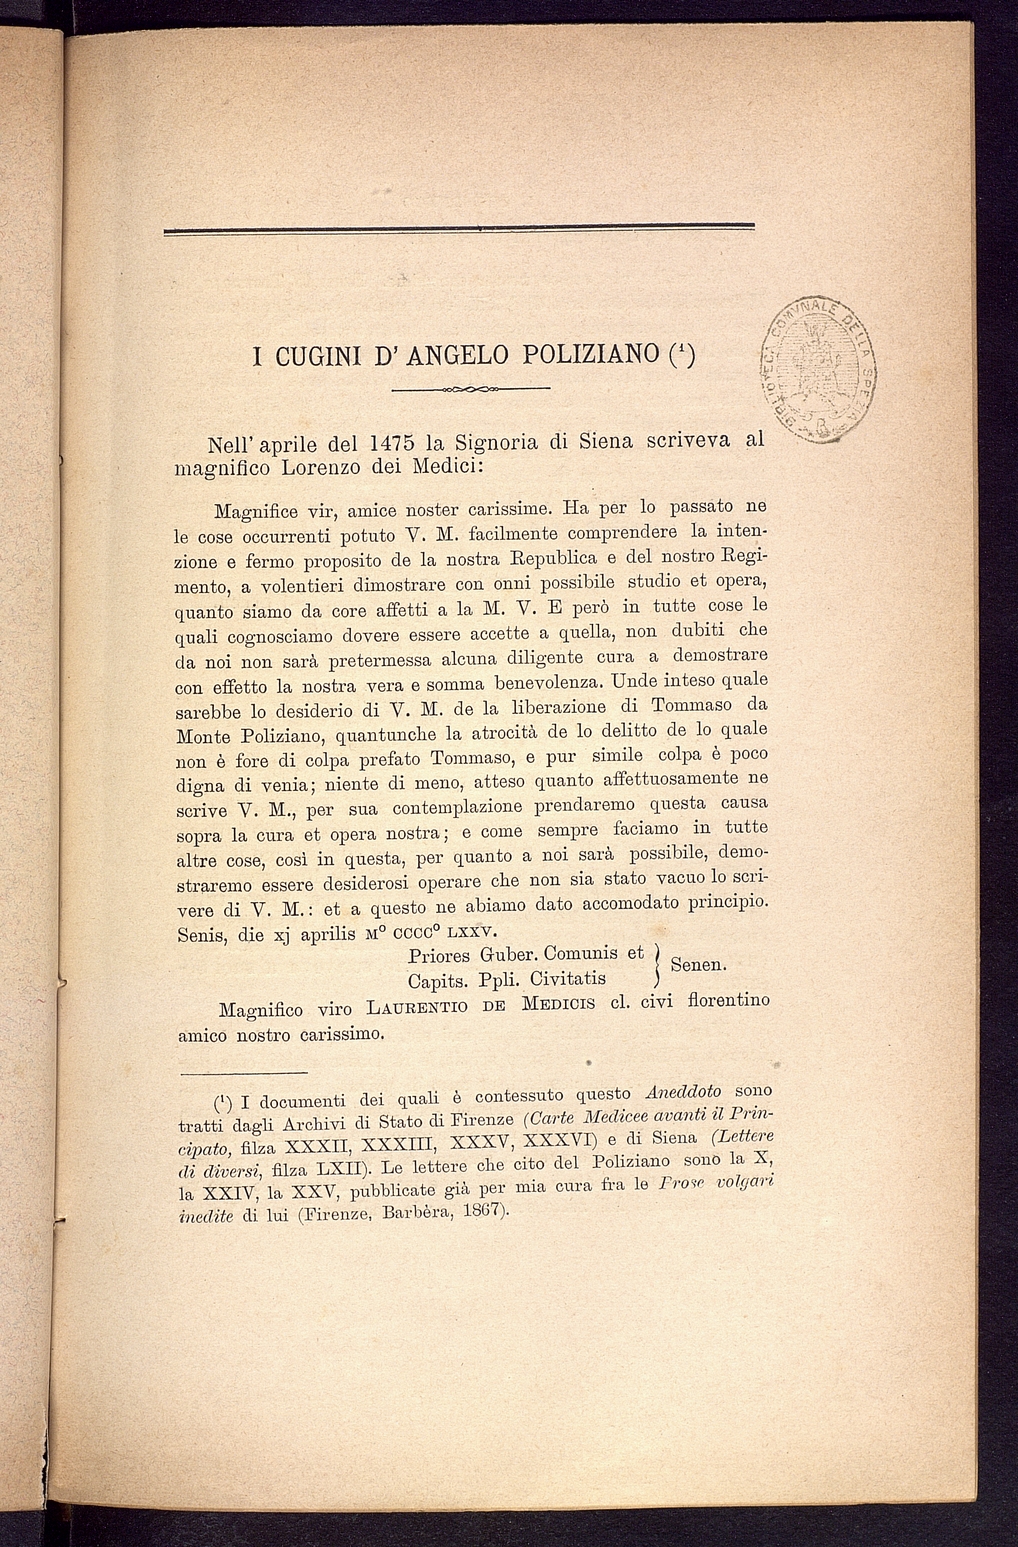 I CUGINI D' ANGELO POLIZIANO (¹)
BIBLIOTECA COMVNALE DELLA SPEZIA
Nell' aprile del 1475 la Signoria di Siena scriveva al
magnifico Lorenzo dei Medici:
Magnifice vir, amice noster carissime. Ha per lo passato ne
le cose occurrenti potuto V. M. facilmente comprendere la inten-
zione e fermo proposito de la nostra Republica e del nostro Regi-
mento, a volentieri dimostrare con onni possibile studio et opera,
quanto siamo da core affetti a la M. V. E però in tutte cose le
quali cognosciamo dovere essere accette a quella, non dubiti che
da noi non sarà pretermessa alcuna diligente cura a demostrare
con effetto la nostra vera e somma benevolenza. Unde inteso quale
sarebbe lo desiderio di V. M. de la liberazione di Tommaso da
Monte Poliziano, quantunche la atrocità de lo delitto de lo quale
non è fore di colpa prefato Tommaso, e pur simile colpa è poco
digna di venia; niente di meno, atteso quanto affettuosamente ne
scrive V. M., per sua contemplazione prendaremo questa causa
sopra la cura et opera nostra; e come sempre faciamo in tutte
altre cose, così in questa, per quanto a noi sarà possibile, demo-
straremo essere desiderosi operare che non sia stato vacuo lo scri-
vere di V. M.: et a questo ne abiamo dato accomodato principio.
Senis, die xj aprilis M° CCCC° LXXV.
Priores Guber. Comunis et } Senen.
Capits. Ppli. Civitatis
Magnifico viro LAURENTIO DE MEDICIS cl. civi florentino
amico nostro carissimo.
(¹) I documenti dei quali è contessuto questo Aneddoto sono
tratti dagli Archivi di Stato di Firenze (Carte Medicee avanti il Prin-
cipato, filza XXXII, XXXIII, XXXV, XXXVI) e di Siena (Lettere
di diversi, filza LXII). Le lettere che cito del Poliziano sono la X,
la XXIV, la XXV, pubblicate già per mia cura fra le Prose volgari
inedite di lui (Firenze, Barbèra, 1867).